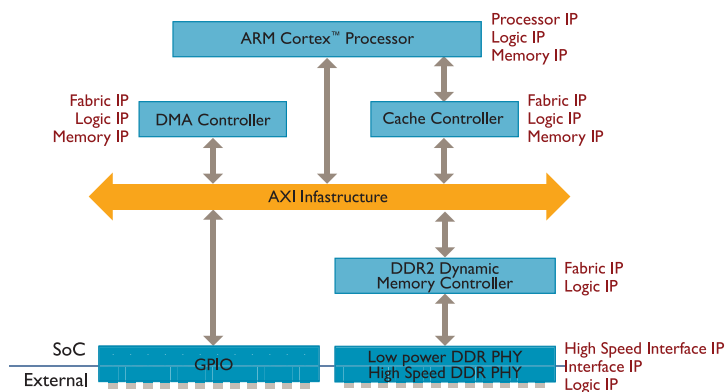 ARM Cortex™ Processor
Processor IP
Logic IP
Memory IP
Fabric IP
Logic IP
Memory IP
DMA Controller
Cache Controller
Fabric IP
Logic IP
Memory IP
AXI Infastructure
DDR2 Dynamic
Memory Controller
Fabric IP
Logic IP
SoC
External
GPIO
Low power DDR PHY
High Speed DDR PHY
High Speed Interface IP
Interface IP
Logic IP